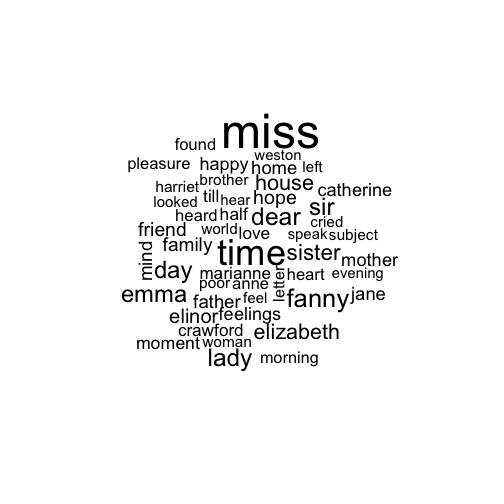 miss
found
weston
pleasure happy home left
brother
harriet house catherine
looked till hear hope sir
heard half dear cried
friend world love speak subject
mind family time sister mother
day marianne heart evening
poor anne letter
emma father feel fanny jane
elinor feelings
crawford elizabeth
moment woman
lady morning